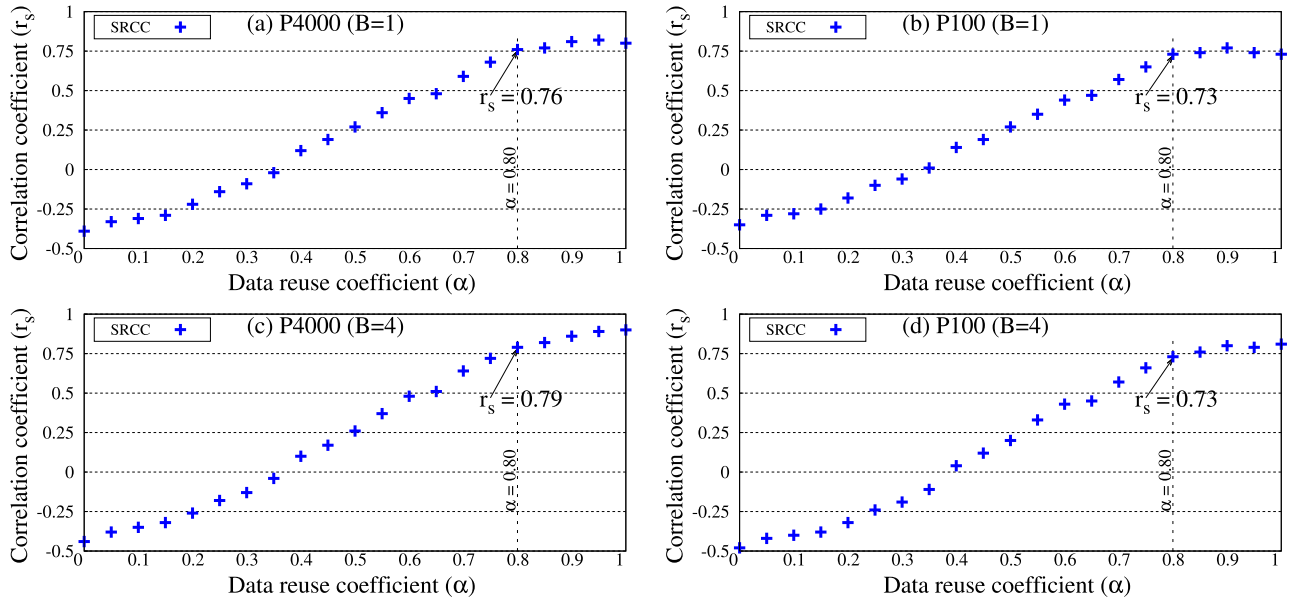 SRCC
(a) P4000 (B=1)
Correlation coefficient (rₛ)
1
0.75
0.5
0.25
0
-0.25
-0.5
rₛ = 0.76
α = 0.80
0 0.1 0.2 0.3 0.4 0.5 0.6 0.7 0.8 0.9 1
Data reuse coefficient (α)
SRCC
(b) P100 (B=1)
Correlation coefficient (rₛ)
1
0.75
0.5
0.25
0
-0.25
-0.5
rₛ = 0.73
α = 0.80
0 0.1 0.2 0.3 0.4 0.5 0.6 0.7 0.8 0.9 1
Data reuse coefficient (α)
SRCC
(c) P4000 (B=4)
Correlation coefficient (rₛ)
1
0.75
0.5
0.25
0
-0.25
-0.5
rₛ = 0.79
α = 0.80
0 0.1 0.2 0.3 0.4 0.5 0.6 0.7 0.8 0.9 1
Data reuse coefficient (α)
SRCC
(d) P100 (B=4)
Correlation coefficient (rₛ)
1
0.75
0.5
0.25
0
-0.25
-0.5
rₛ = 0.73
α = 0.80
0 0.1 0.2 0.3 0.4 0.5 0.6 0.7 0.8 0.9 1
Data reuse coefficient (α)